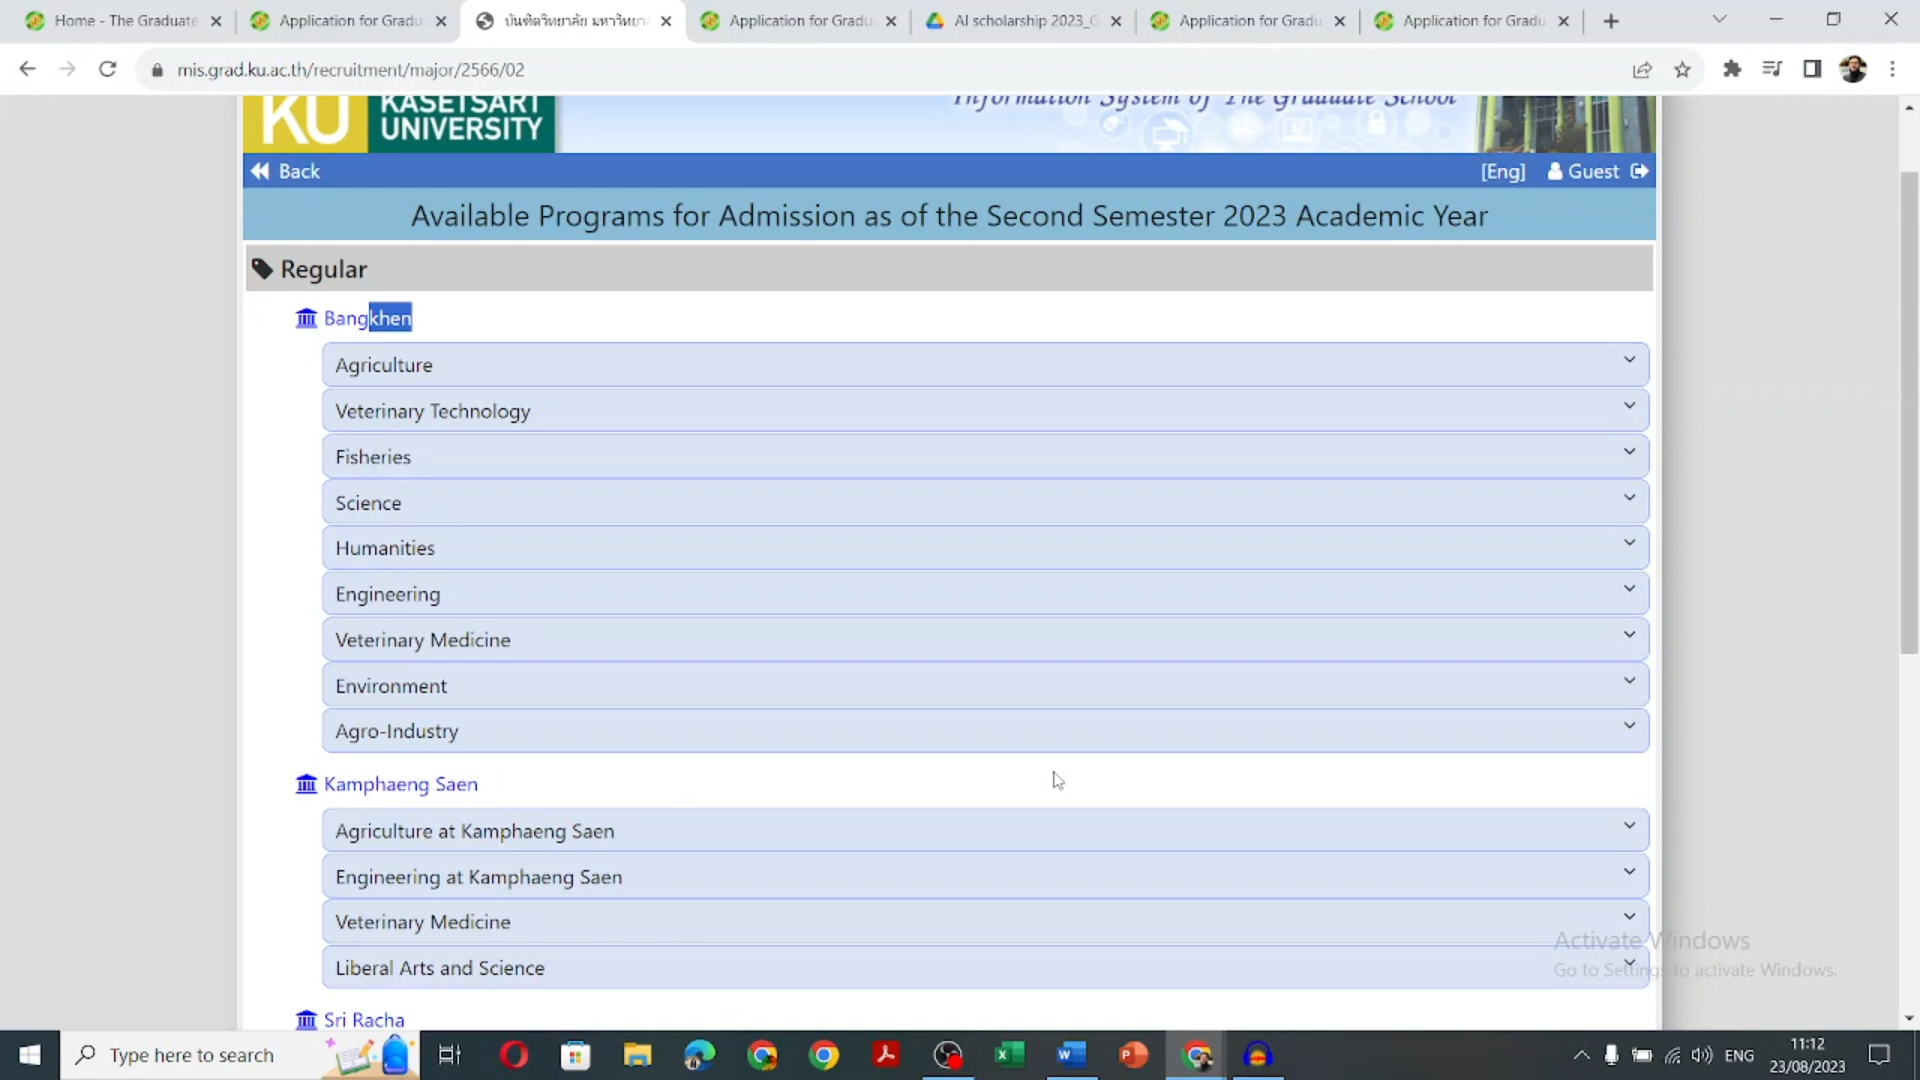 Home - The Graduate
Application for Gradu
บัณฑิตวิทยาลัย มหาวิทยา
Application for Gradu
AI scholarship 2023_G
Application for Gradu
Application for Gradu
mis.grad.ku.ac.th/recruitment/major/2566/02
KU
KASETSART
UNIVERSITY
Information System of The Graduate School
Back
[Eng]
Guest
Available Programs for Admission as of the Second Semester 2023 Academic Year
Regular
Bangkhen
Agriculture
Veterinary Technology
Fisheries
Science
Humanities
Engineering
Veterinary Medicine
Environment
Agro-Industry
Kamphaeng Saen
Agriculture at Kamphaeng Saen
Engineering at Kamphaeng Saen
Veterinary Medicine
Liberal Arts and Science
Sri Racha
Activate Windows
Go to Settings to activate Windows.
Type here to search
ENG
11:12
23/08/2023